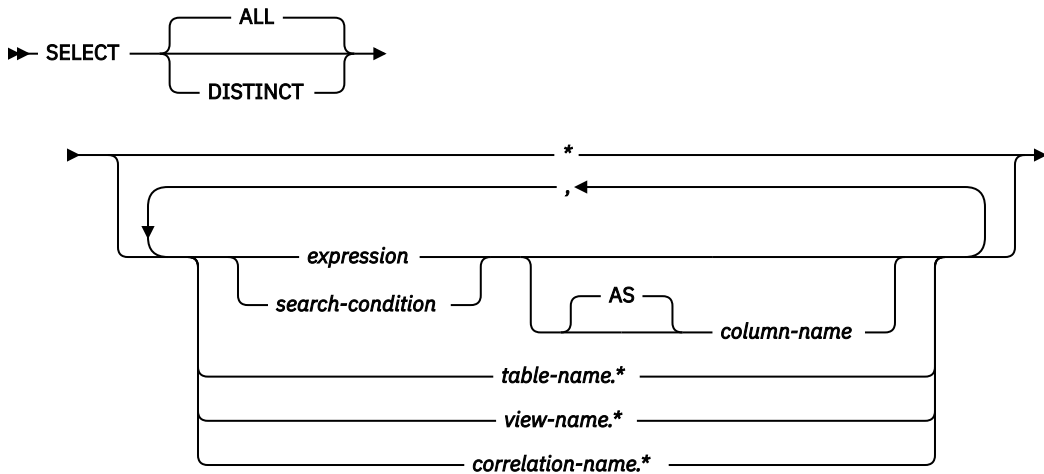 ALL
SELECT
DISTINCT
*
,
expression
search-condition
AS
column-name
table-name.*
view-name.*
correlation-name.*